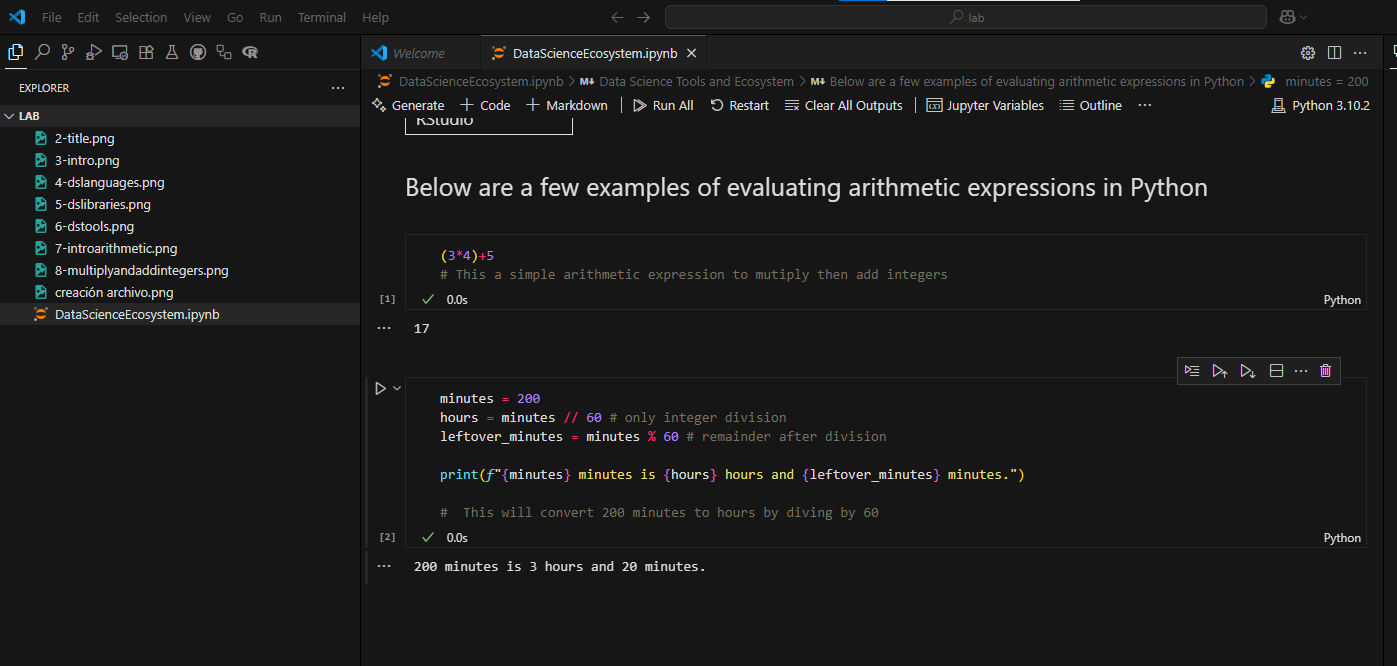 File Edit Selection View Go Run Terminal Help
lab
EXPLORER
LAB
2-title.png
3-intro.png
4-dslanguages.png
5-dslibraries.png
6-dstools.png
7-introarithmetic.png
8-multiplyandaddintegers.png
creación archivo.png
DataScienceEcosystem.ipynb
Welcome DataScienceEcosystem.ipynb
DataScienceEcosystem.ipynb > M↓ Data Science Tools and Ecosystem > M↓ Below are a few examples of evaluating arithmetic expressions in Python > minutes = 200
Generate + Code + Markdown | Run All Restart Clear All Outputs | Jupyter Variables Outline ... Python 3.10.2
RStudio
Below are a few examples of evaluating arithmetic expressions in Python
(3*4)+5
# This a simple arithmetic expression to mutiply then add integers
[1] ✓ 0.0s Python
... 17
minutes = 200
hours = minutes // 60 # only integer division
leftover_minutes = minutes % 60 # remainder after division
print(f"{minutes} minutes is {hours} hours and {leftover_minutes} minutes.")
#  This will convert 200 minutes to hours by diving by 60
[2] ✓ 0.0s Python
... 200 minutes is 3 hours and 20 minutes.